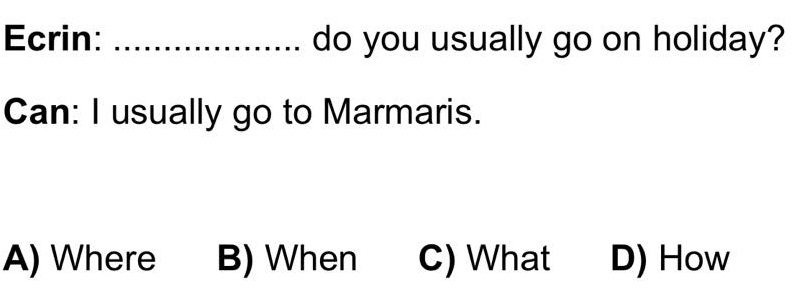 Ecrin: ................... do you usually go on holiday?
Can: I usually go to Marmaris.
A) Where B) When C) What D) How